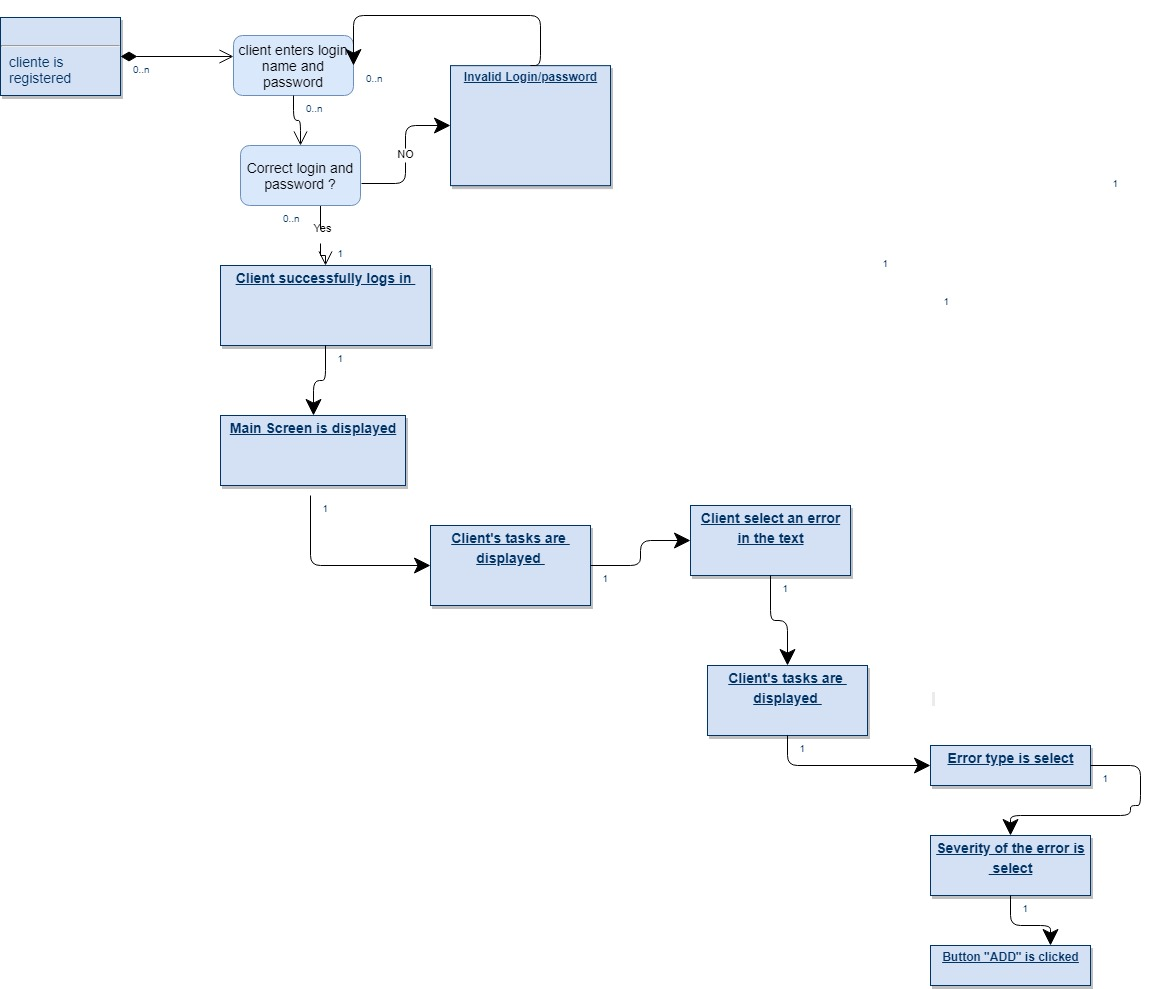 cliente is
registered
0..n
client enters login
name and
password
0..n
0..n
Invalid Login/password
Correct login and
password ?
NO
0..n
Yes
1
1
1
1
Client successfully logs in
1
Main Screen is displayed
1
Client's tasks are
displayed
1
Client select an error
in the text
1
Client's tasks are
displayed
1
Error type is select
1
Severity of the error is
select
1
Button "ADD" is clicked